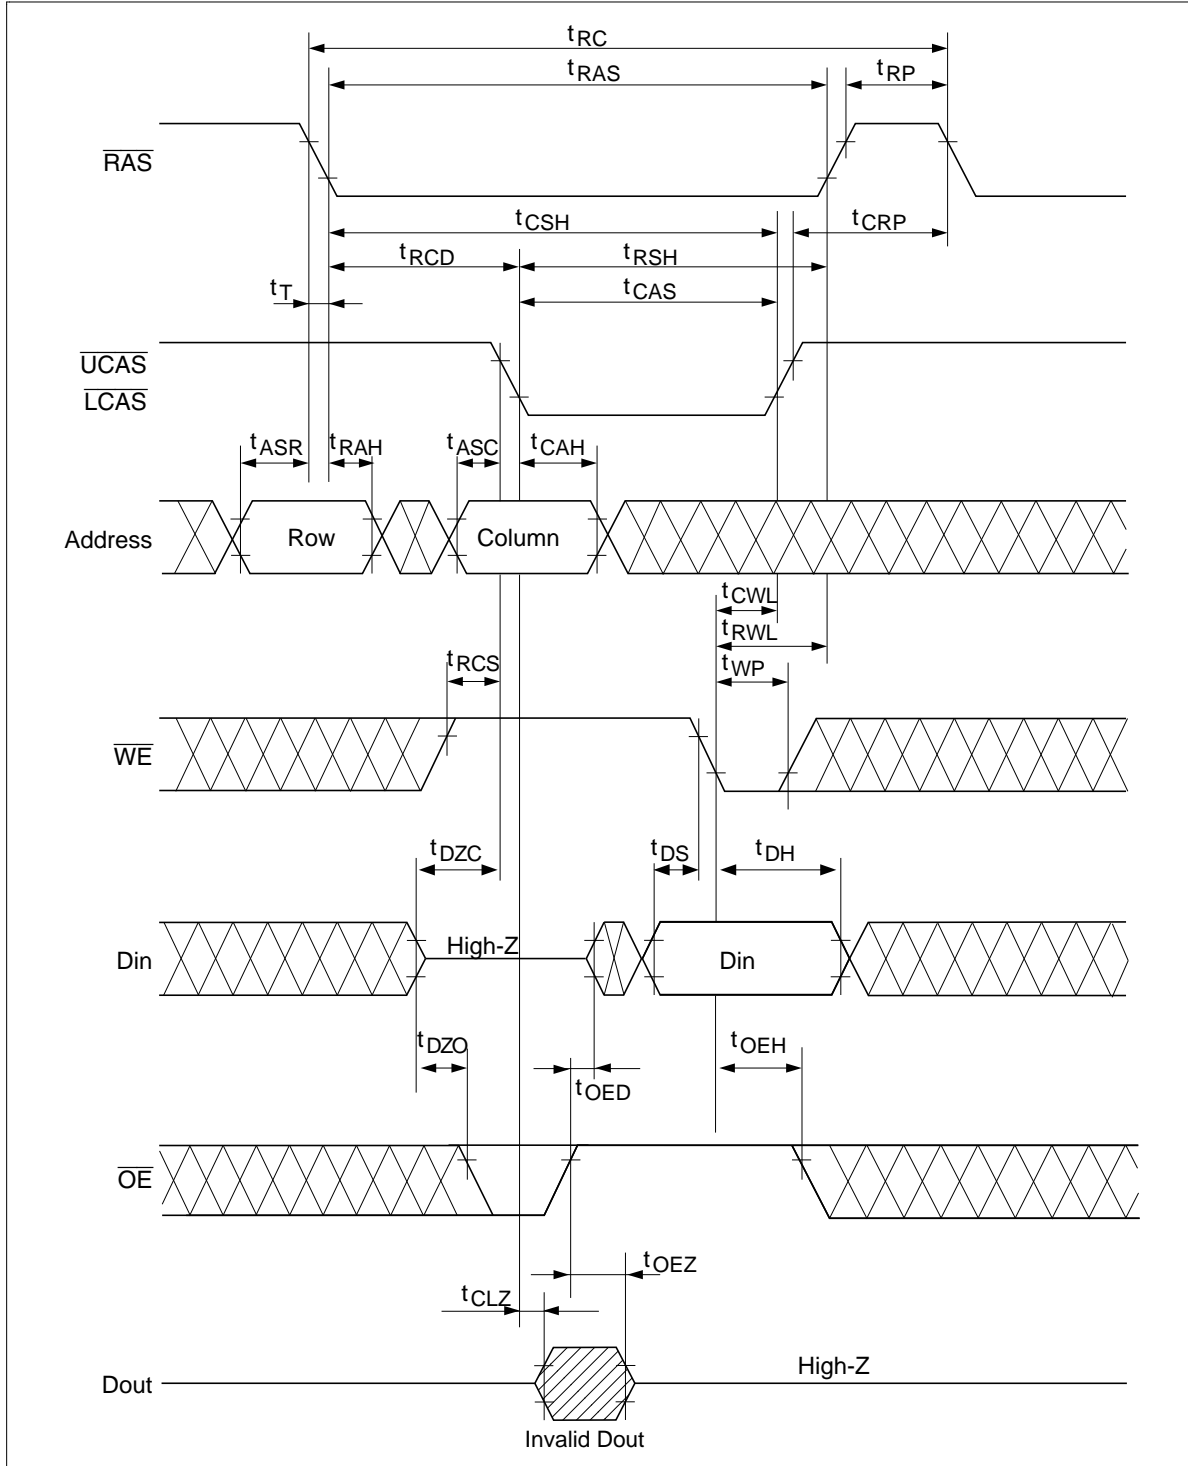 tRC
tRAS
tRP
RAS
tCSH
tCRP
tRCD
tRSH
tT
tCAS
UCAS
LCAS
tASR
tRAH
tASC
tCAH
Address
Row
Column
tCWL
tRWL
tRCS
tWP
WE
tDZC
tDS
tDH
High-Z
Din
Din
tDZO
tOEH
tOED
OE
tOEZ
tCLZ
High-Z
Dout
Invalid Dout